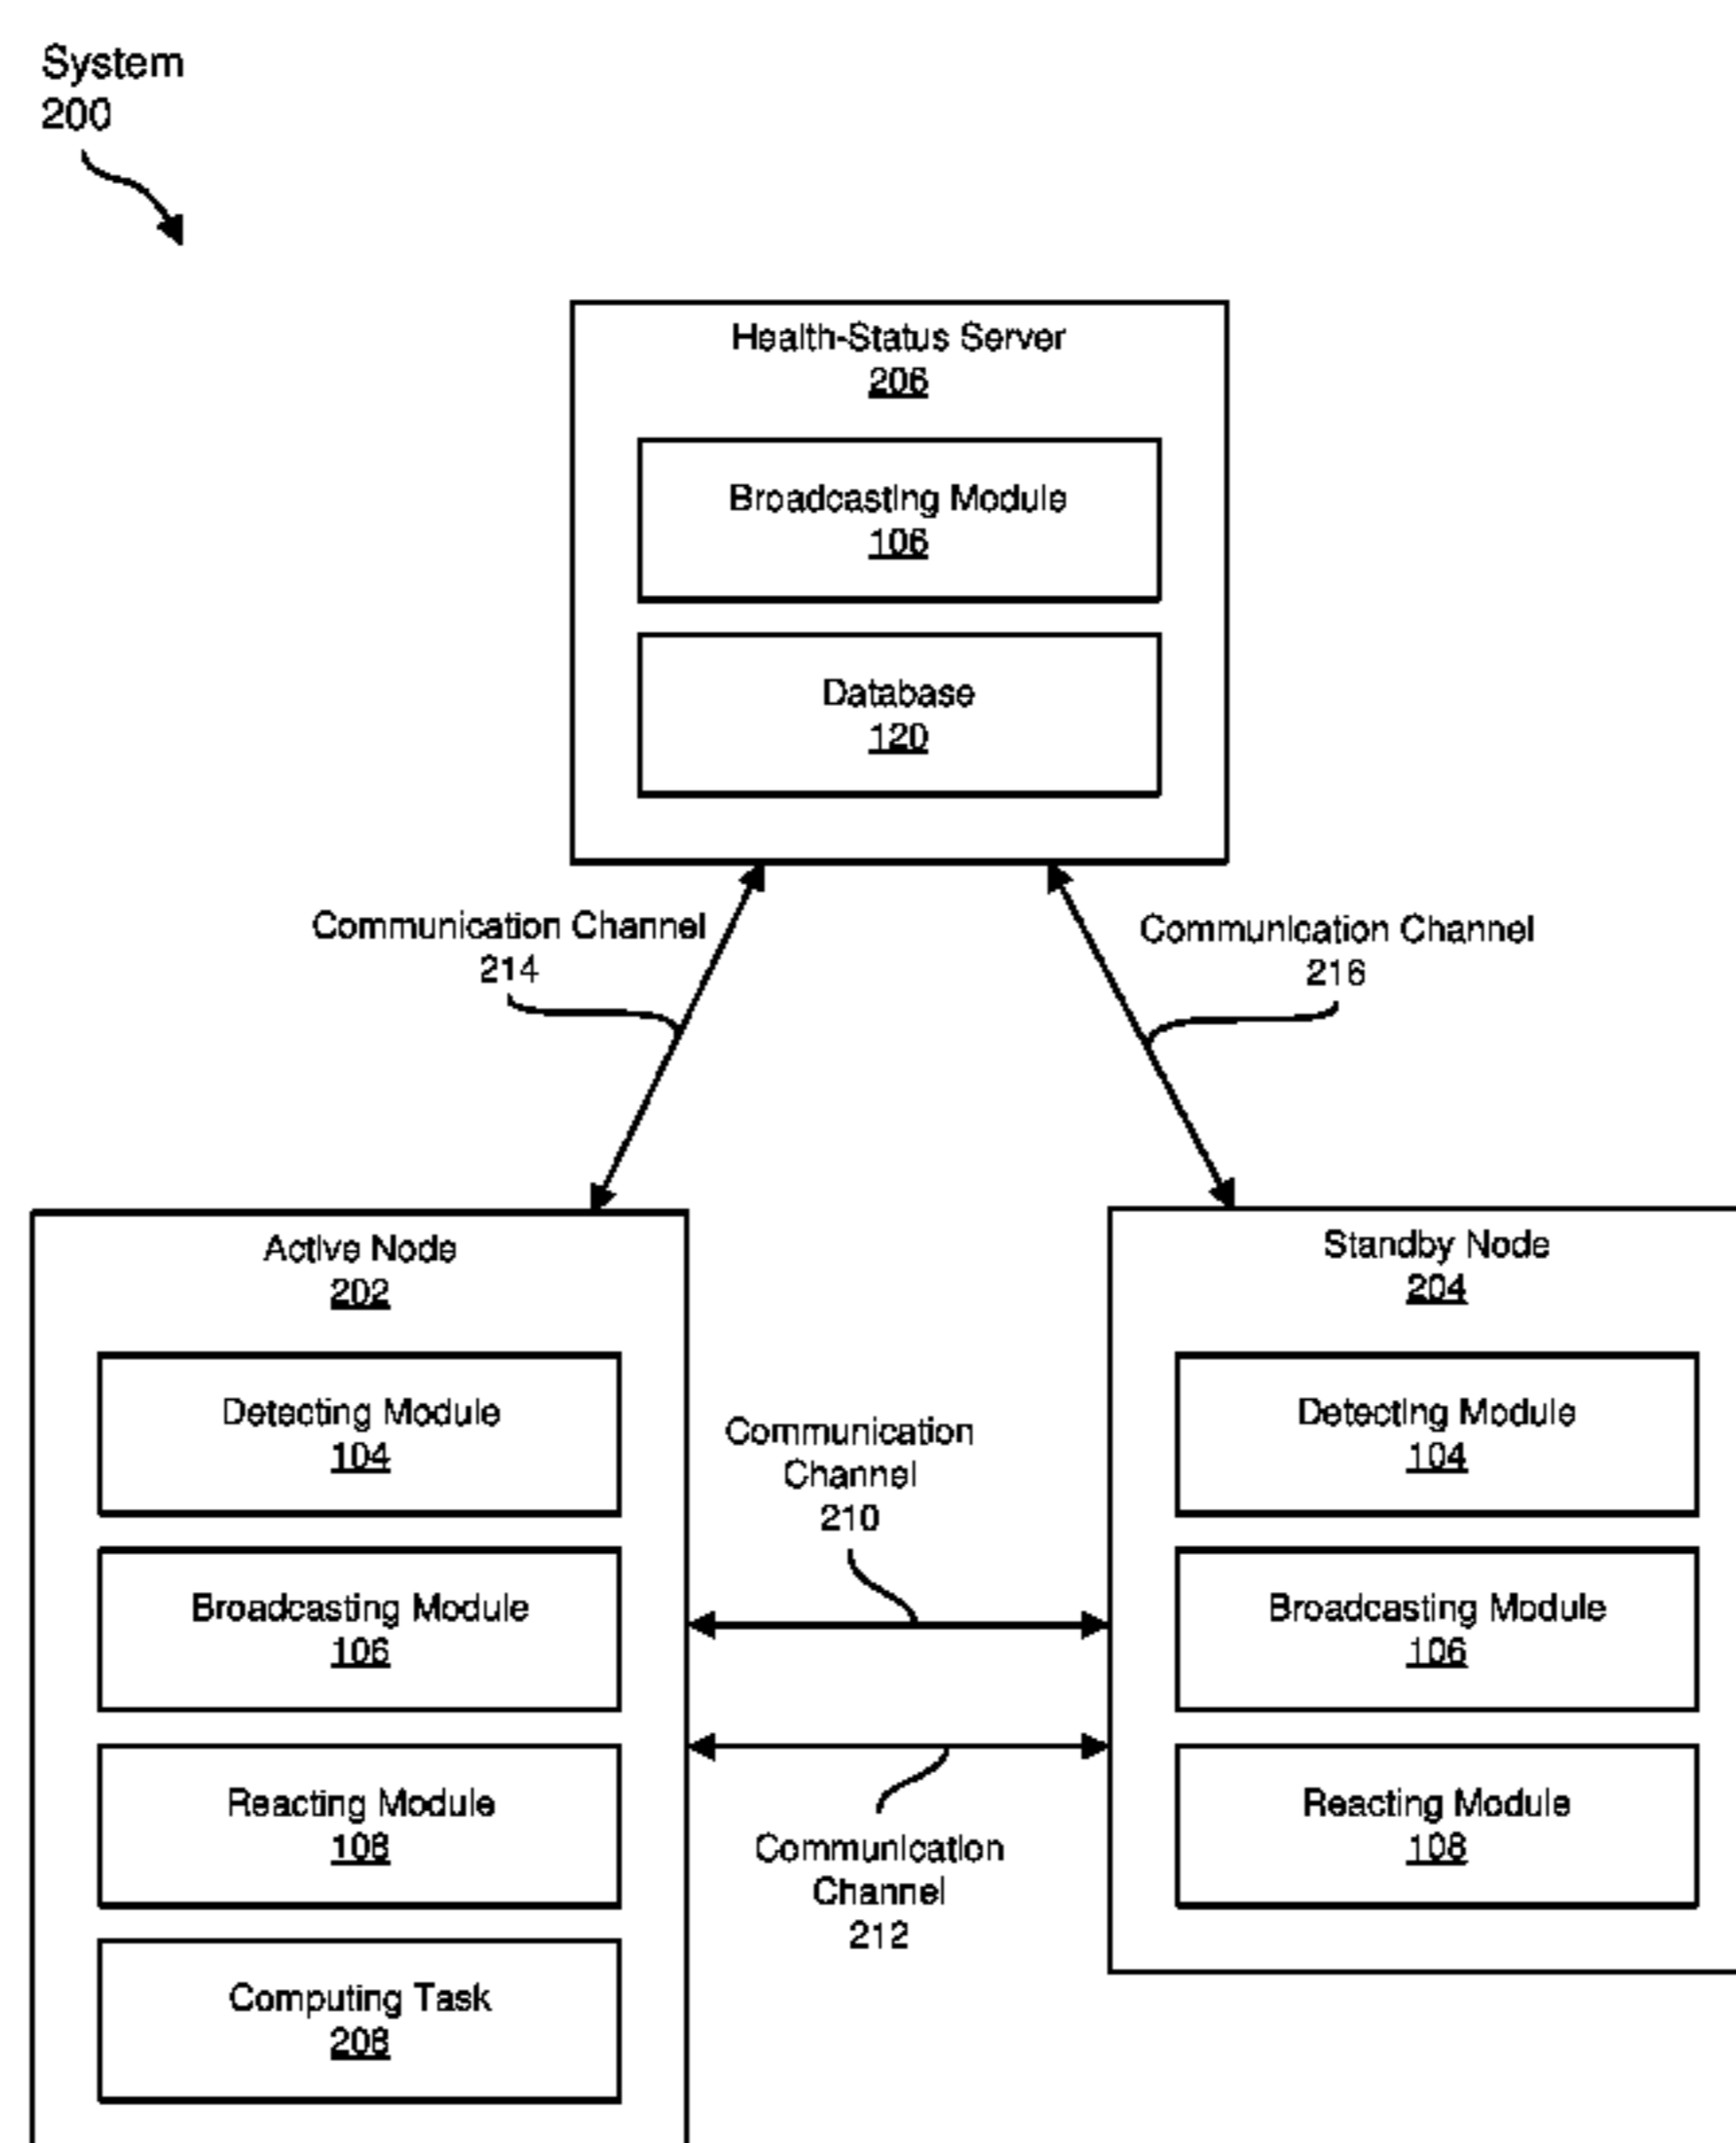 System
200
Health-Status Server
206
Broadcasting Module
106
Database
120
Communication Channel
214
Communication Channel
216
Active Node
202
Detecting Module
104
Broadcasting Module
106
Reacting Module
108
Computing Task
208
Communication
Channel
210
Communication
Channel
212
Standby Node
204
Detecting Module
104
Broadcasting Module
106
Reacting Module
108